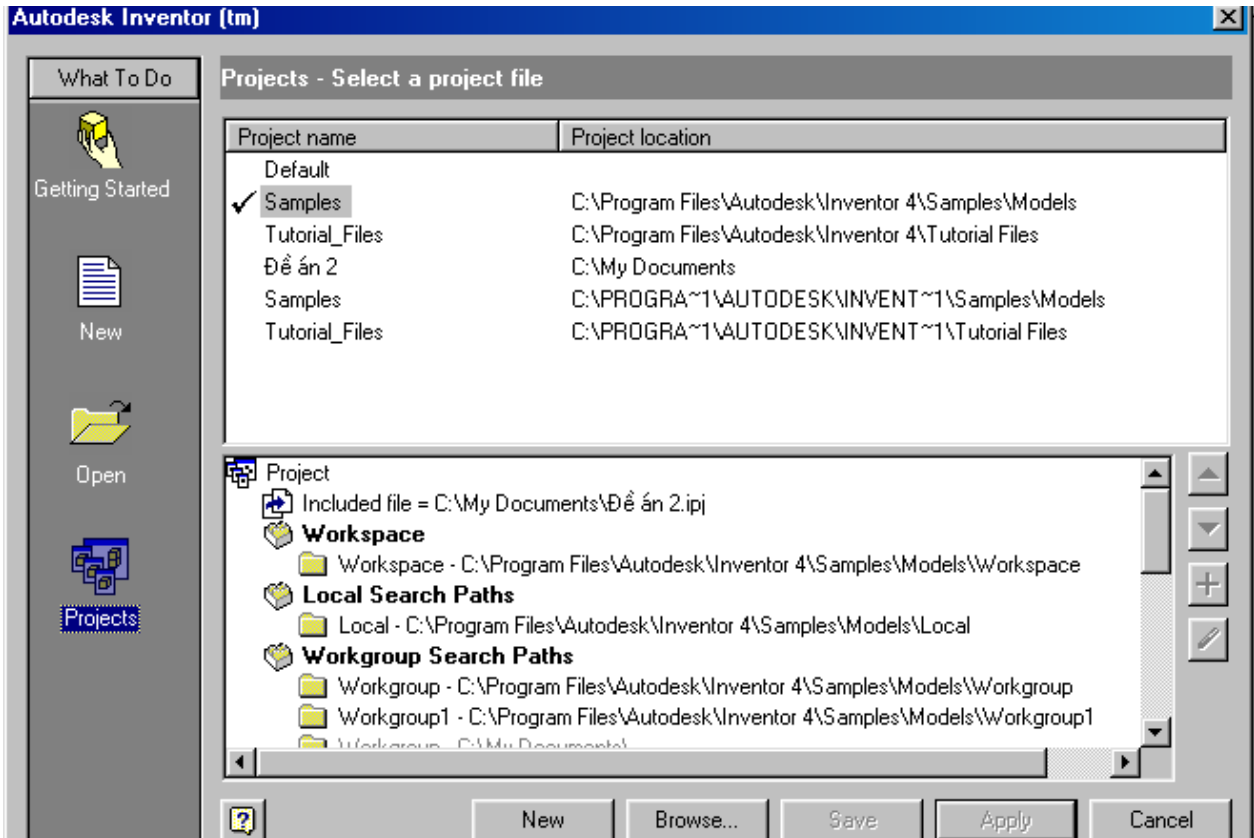 Autodesk Inventor (tm)
What To Do
Projects - Select a project file
Getting Started
New
Open
Projects
Project name Project location
Default
Samples C:\Program Files\Autodesk\Inventor 4\Samples\Models
Tutorial_Files C:\Program Files\Autodesk\Inventor 4\Tutorial Files
Đề án 2 C:\My Documents
Samples C:\PROGRA~1\AUTODESK\INVENT~1\Samples\Models
Tutorial_Files C:\PROGRA~1\AUTODESK\INVENT~1\Tutorial Files
Project
Included file = C:\My Documents\Đề án 2.ipj
Workspace
Workspace - C:\Program Files\Autodesk\Inventor 4\Samples\Models\Workspace
Local Search Paths
Local - C:\Program Files\Autodesk\Inventor 4\Samples\Models\Local
Workgroup Search Paths
Workgroup - C:\Program Files\Autodesk\Inventor 4\Samples\Models\Workgroup
Workgroup1 - C:\Program Files\Autodesk\Inventor 4\Samples\Models\Workgroup1
Workgroup - C:\My Documents\
New Browse... Save Apply Cancel